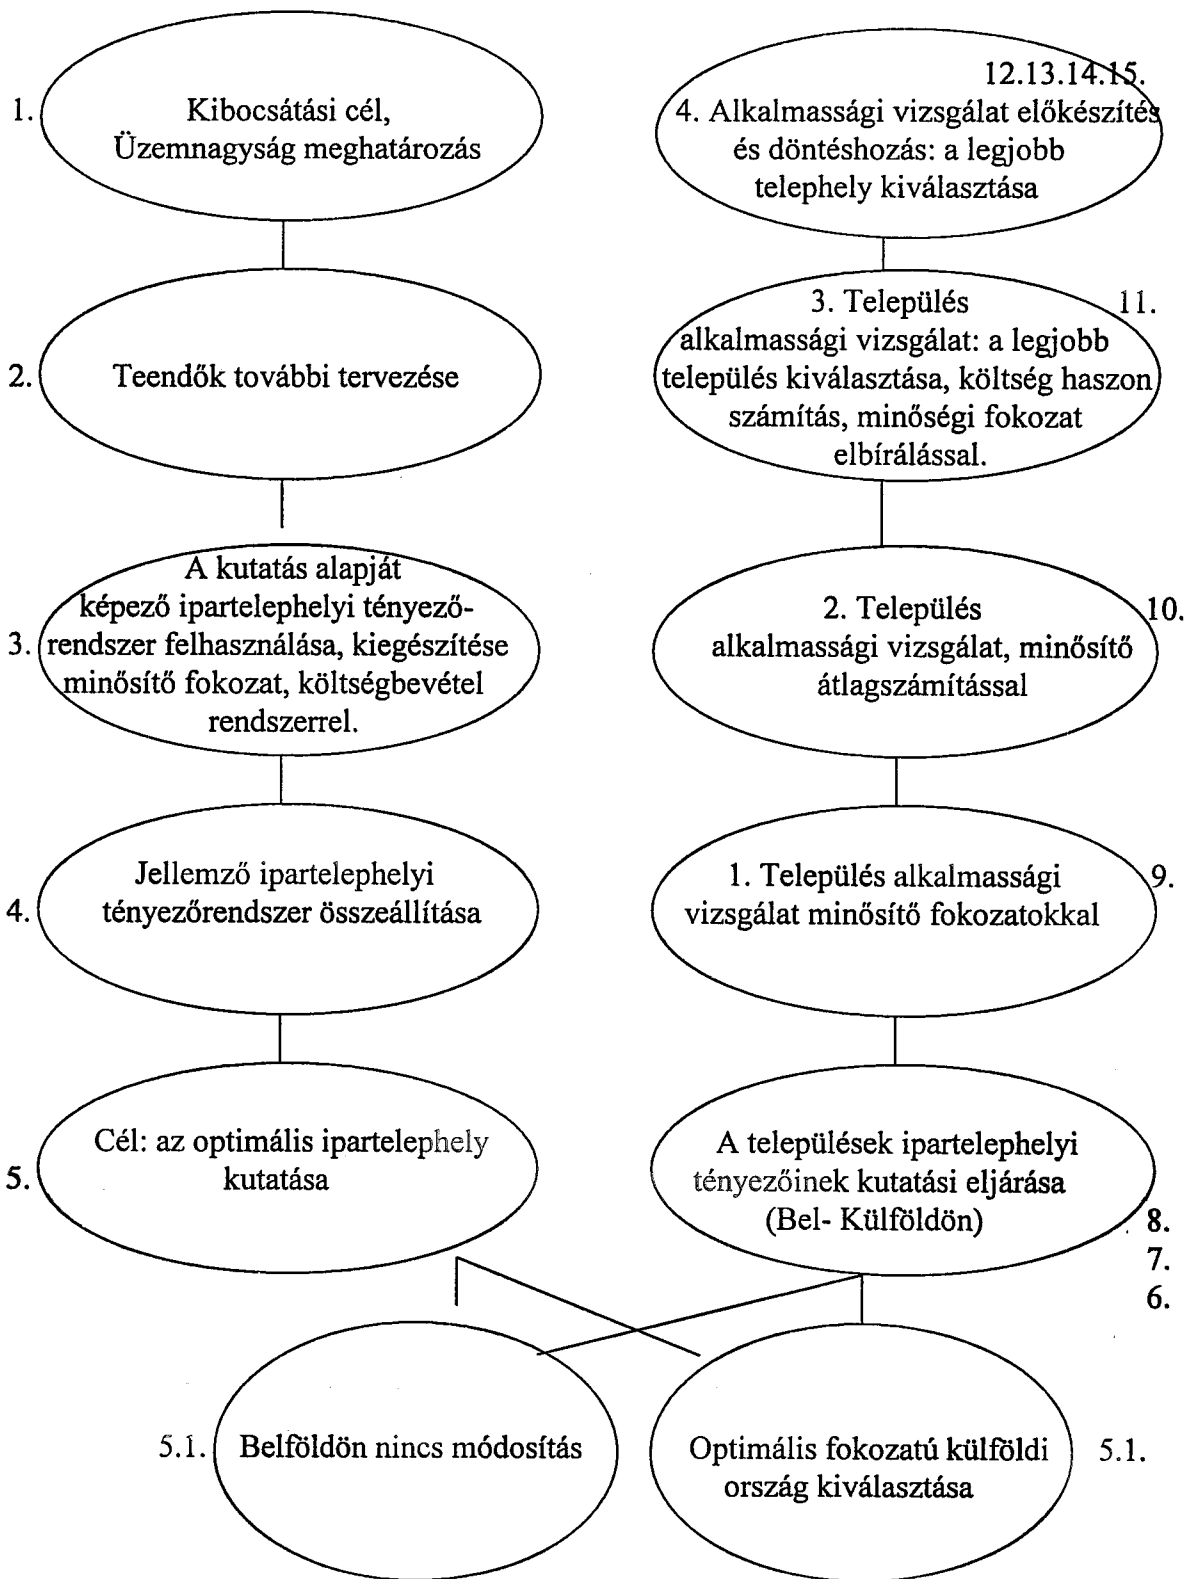 1.
Kibocsátási cél,
Üzemnagyság meghatározás
2.
Teendők további tervezése
3.
A kutatás alapját
képező ipartelephelyi tényező-
rendszer felhasználása, kiegészítése
minősítő fokozat, költségbevétel
rendszerrel.
4.
Jellemző ipartelephelyi
tényezőrendszer összeállítása
5.
Cél: az optimális ipartelephely
kutatása
5.1.
Belföldön nincs módosítás
Optimális fokozatú külföldi
ország kiválasztása
5.1.
A települések ipartelephelyi
tényezőinek kutatási eljárása
(Bel- Külföldön)
8.
7.
6.
1. Település alkalmassági
vizsgálat minősítő fokozatokkal
9.
2. Település
alkalmassági vizsgálat, minősítő
átlagszámítással
10.
3. Település
alkalmassági vizsgálat: a legjobb
település kiválasztása, költség haszon
számítás, minőségi fokozat
elbírálással.
11.
12.13.14.15.
4. Alkalmassági vizsgálat előkészítés
és döntéshozás: a legjobb
telephely kiválasztása